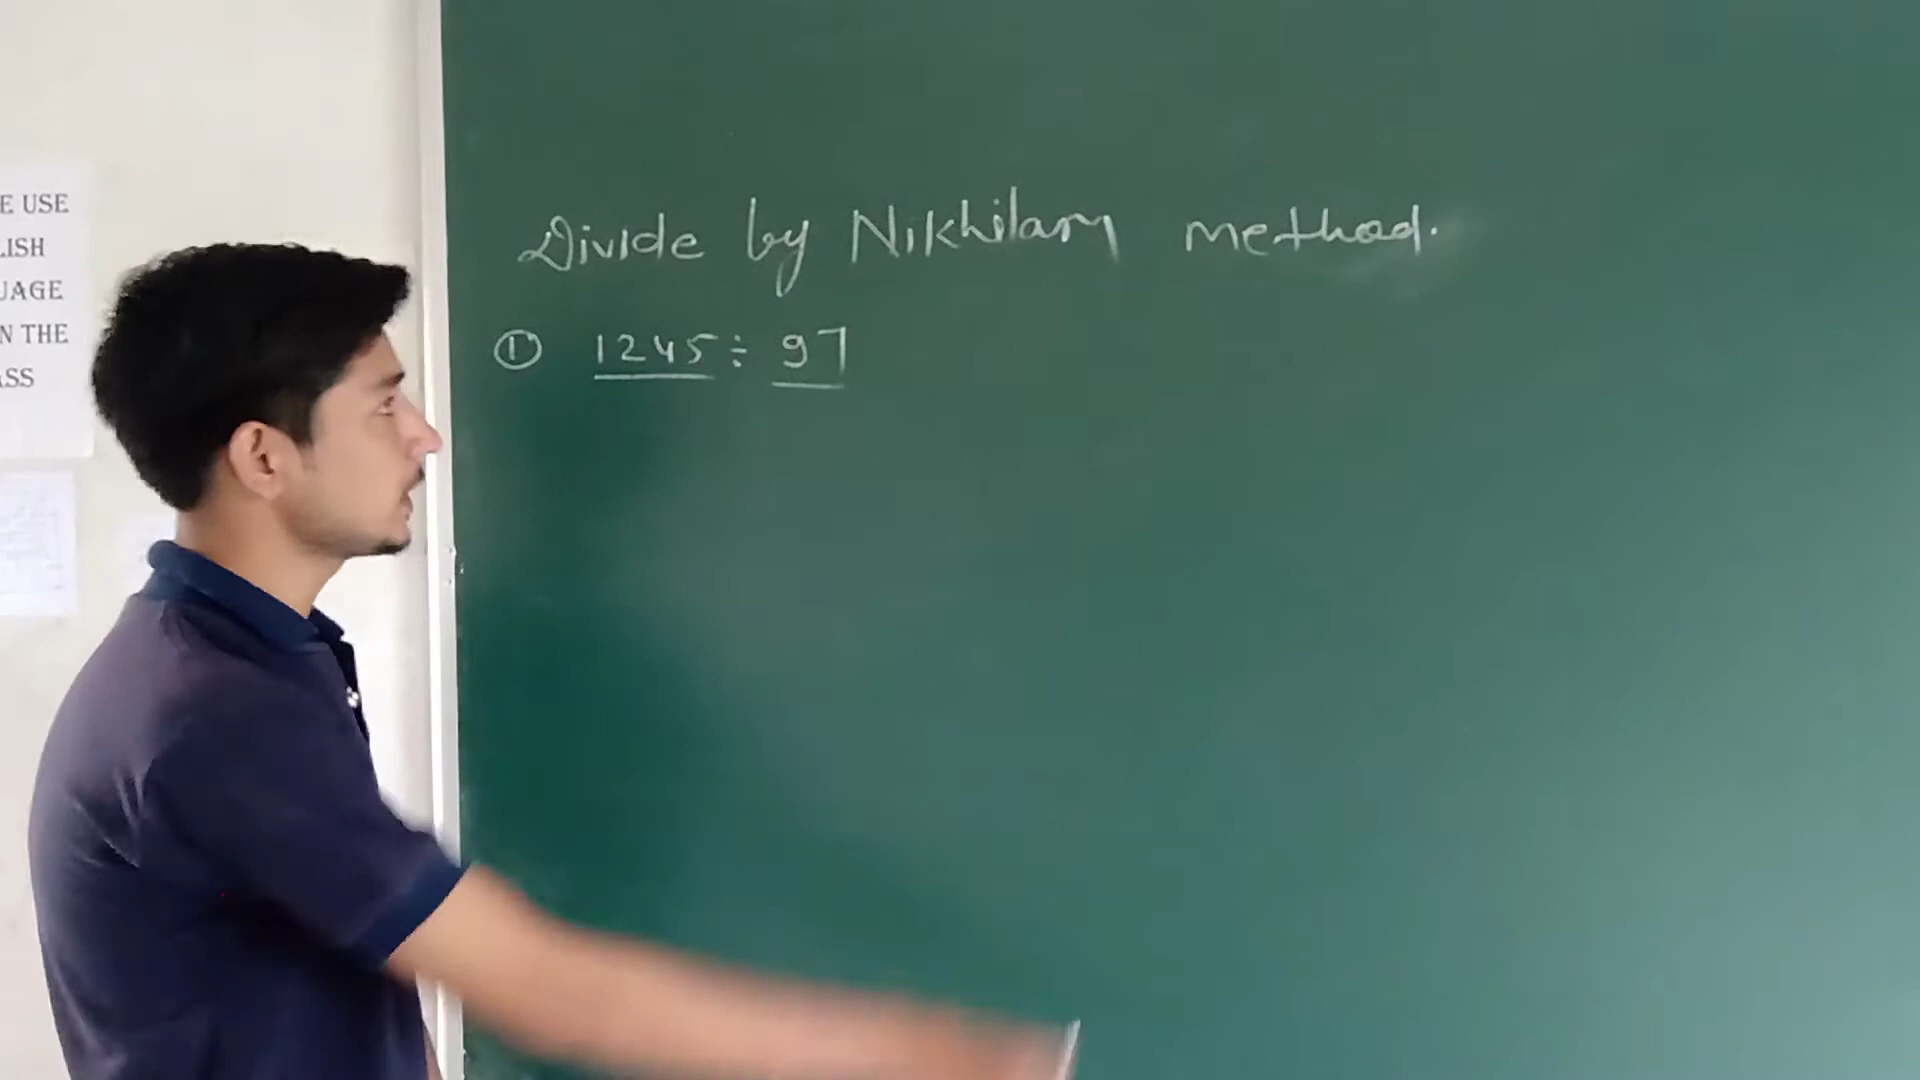 E USE
LISH
UAGE
N THE
ASS
Divide by Nikhilam method.
① 1245 ÷ 97